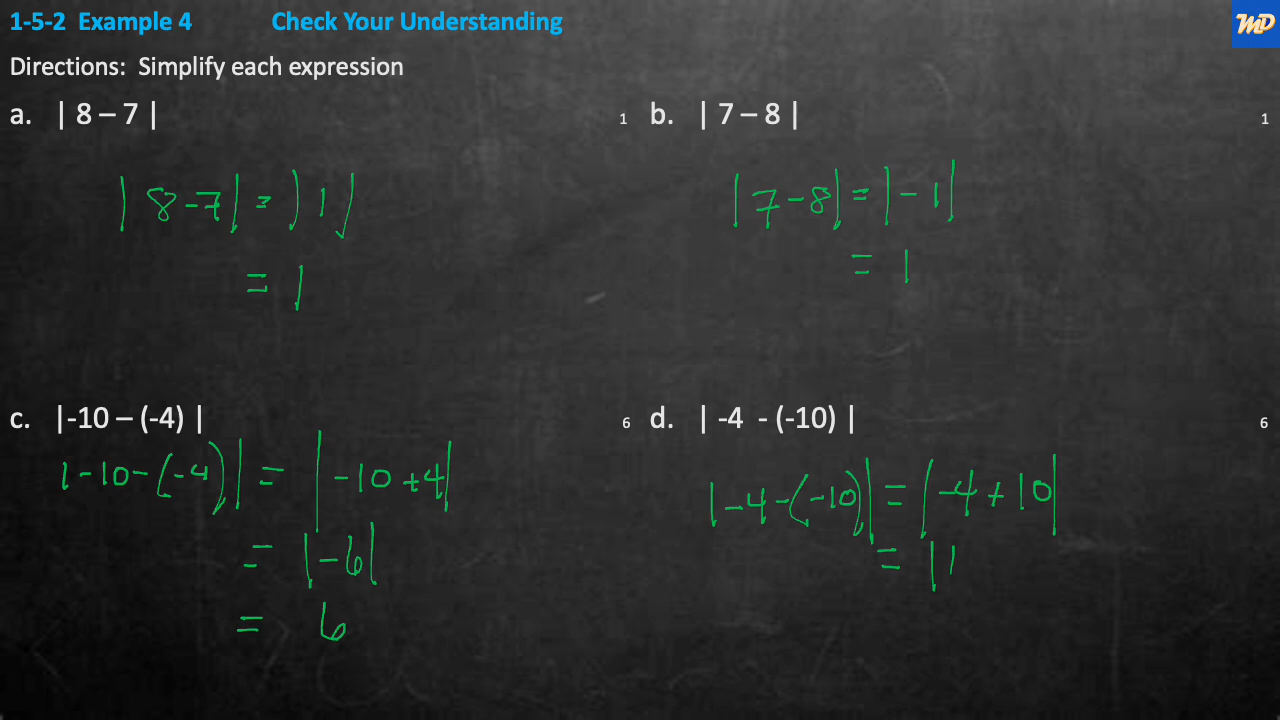 1-5-2 Example 4 Check Your Understanding
MD
Directions: Simplify each expression
a. | 8 – 7 | 1
b. | 7 – 8 | 1
| 8 - 7 | = | 1 |
= 1
| 7 - 8 | = | - 1 |
= 1
c. |-10 – (-4) | 6
d. | -4 - (-10) | 6
| - 10 - (-4) | = | -10 + 4 |
= | - 6 |
= 6
| - 4 - (-10) | = | -4 + 10 |
= |